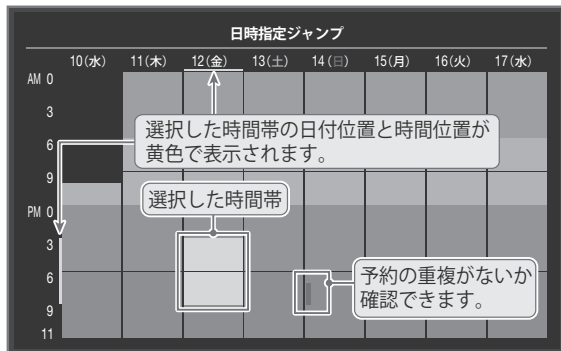 日時指定ジャンプ
10(水) 11(木) 12(金) 13(土) 14(日) 15(月) 16(火) 17(水)
AM 0
3
選択した時間帯の日付位置と時間位置が
6
黄色で表示されます。
9
選択した時間帯
PM 0
3
6
予約の重複がないか
確認できます。
9
11